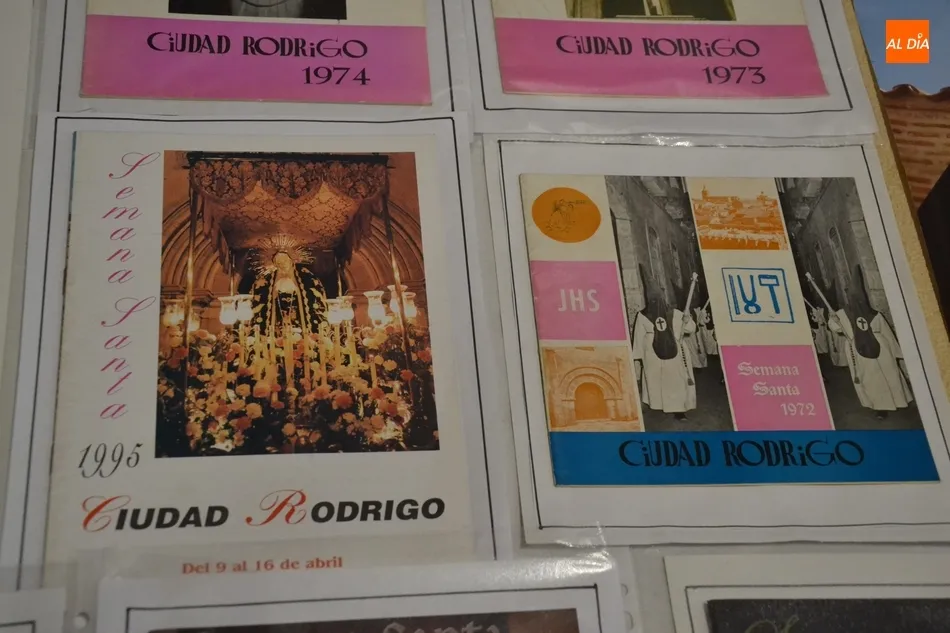 CIUDAD RODRIGO
1974
CIUDAD RODRIGO
1973
AL DÍA
Semana Santa
1995
CIUDAD RODRIGO
Del 9 al 16 de abril
JHS
Semana
Santa
1972
CIUDAD RODRIGO
Santa